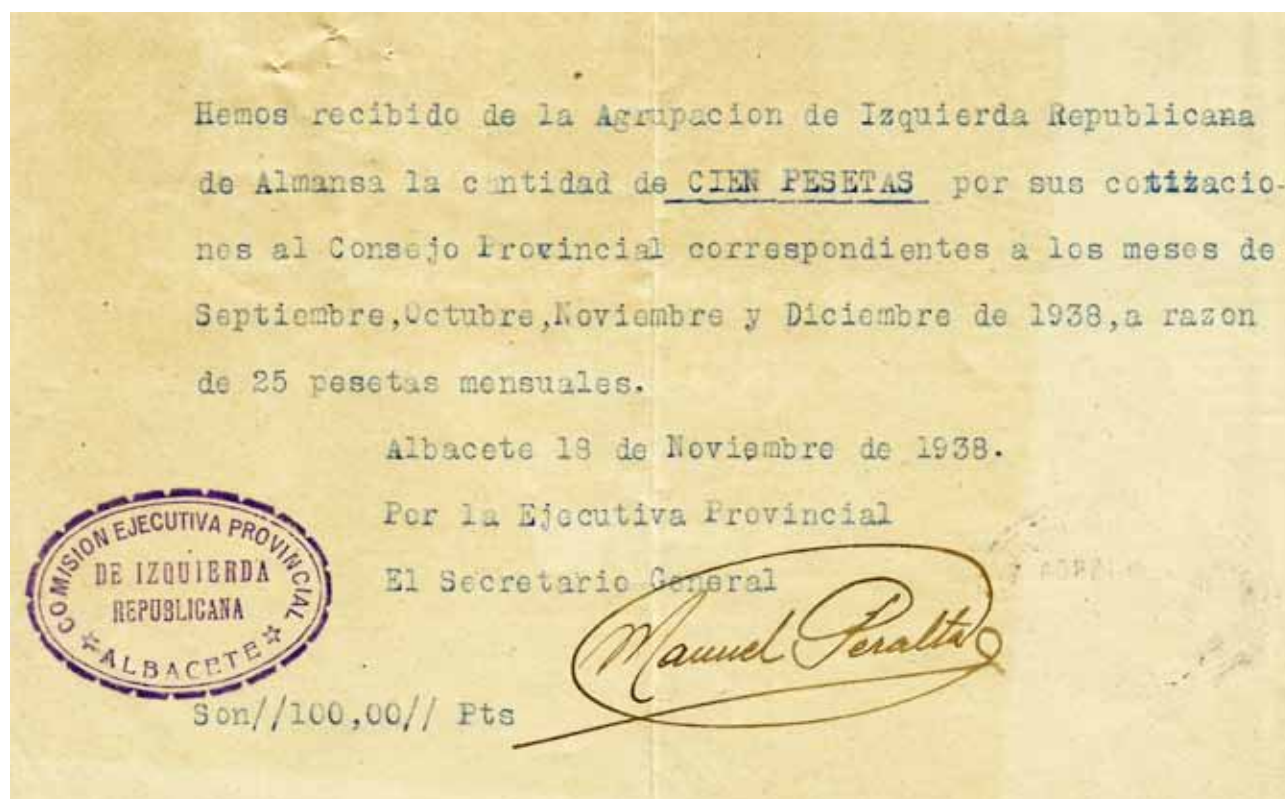 Hemos recibido de la Agrupacion de Izquierda Republicana
de Almansa la c ntidad de CIEN PESETAS por sus cotizacio-
nes al Consejo Provincial correspondientes a los meses de
Septiembre,Octubre,Noviembre y Diciembre de 1938,a razon
de 25 pesetas mensuales.
Albacete 18 de Noviembre de 1938.
Por la Ejecutiva Provincial
El Secretario General
Manuel Peralta
COMISION EJECUTIVA PROVINCIAL
DE IZQUIERDA
REPUBLICANA
☆ ALBACETE ☆
Son//100,00// Pts